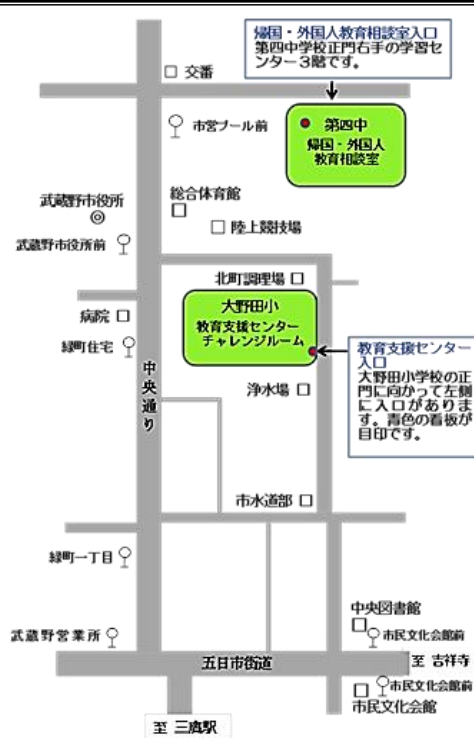 帰国・外国人教育相談室入口
第四中学校正門右手の学習セ
ンター３階です。
交番
市営プール前
第四中
帰国・外国人
教育相談室
総合体育館
武蔵野市役所
陸上競技場
武蔵野市役所前
北町調理場
大野田小
教育支援センター
チャレンジルーム
病院
緑町住宅
教育支援センター
入口
大野田小学校の正
門に向かって左側
に入口がありま
す。青色の看板が
目印です。
中央通り
浄水場
市水道部
緑町一丁目
中央図書館
武蔵野営業所
市民文化会館前
五日市街道
至 吉祥寺
市民文化会館前
市民文化会館
至 三鷹駅